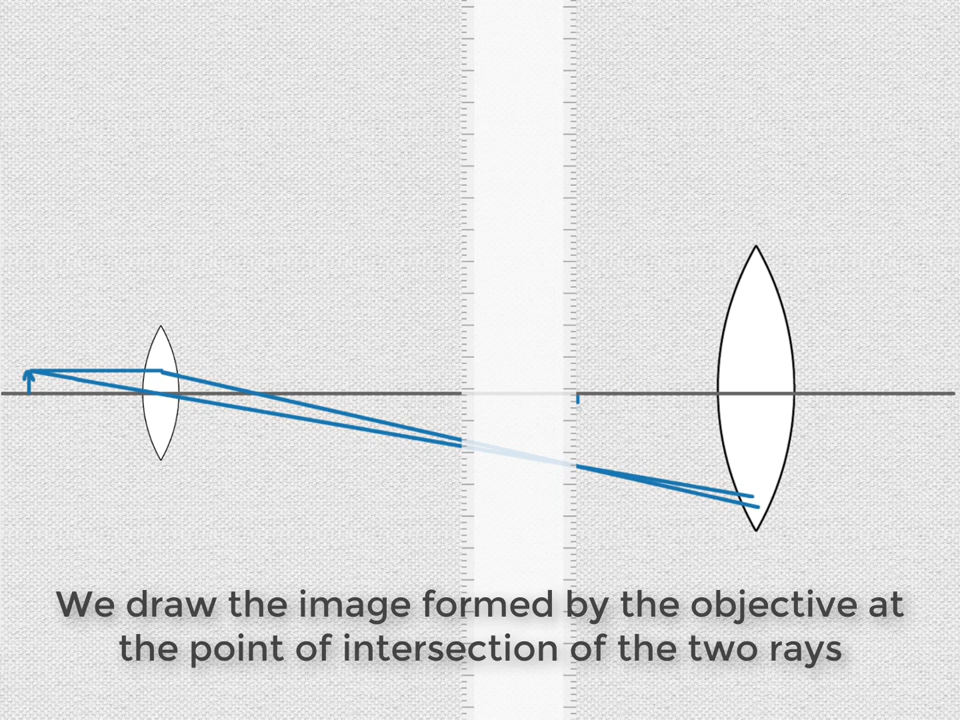 We draw the image formed by the objective at
the point of intersection of the two rays